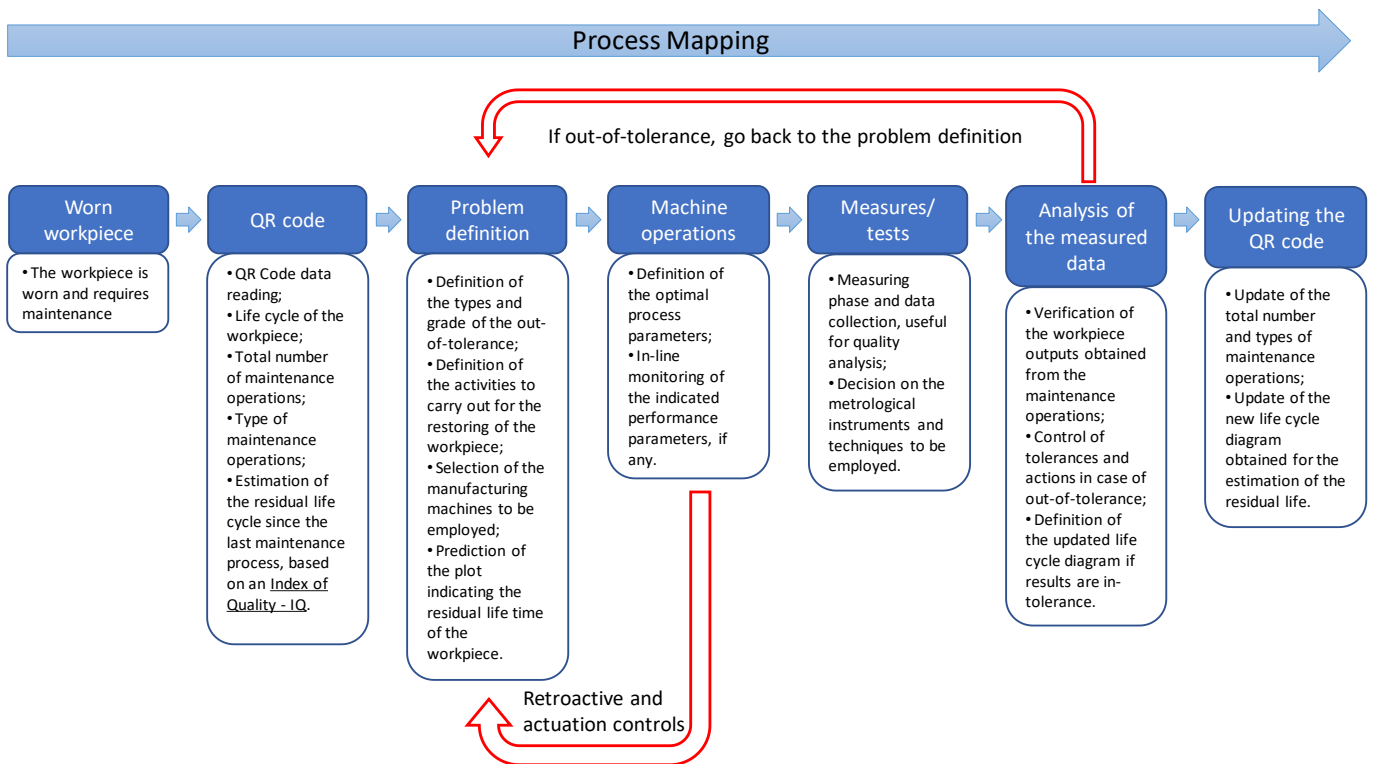 Process Mapping
If out-of-tolerance, go back to the problem definition
Worn
workpiece
• The workpiece is
worn and requires
maintenance
QR code
• QR Code data
reading;
• Life cycle of the
workpiece;
• Total number
of maintenance
operations;
• Type of
maintenance
operations;
• Estimation of
the residual life
cycle since the
last maintenance
process, based
on an Index of
Quality - IQ.
Problem
definition
• Definition of
the types and
grade of the out-
of-tolerance;
• Definition of
the activities to
carry out for the
restoring of the
workpiece;
• Selection of the
manufacturing
machines to be
employed;
• Prediction of
the plot
indicating the
residual life time
of the
workpiece.
Machine
operations
• Definition of
the optimal
process
parameters;
• In-line
monitoring of
the indicated
performance
parameters, if
any.
Measures/
tests
• Measuring
phase and data
collection, useful
for quality
analysis;
• Decision on the
metrological
instruments and
techniques to be
employed.
Analysis of
the measured
data
• Verification of
the workpiece
outputs obtained
from the
maintenance
operations;
• Control of
tolerances and
actions in case of
out-of-tolerance;
• Definition of
the updated life
cycle diagram if
results are in-
tolerance.
Updating the
QR code
• Update of the
total number
and types of
maintenance
operations;
• Update of the
new life cycle
diagram
obtained for the
estimation of the
residual life.
Retroactive and
actuation controls